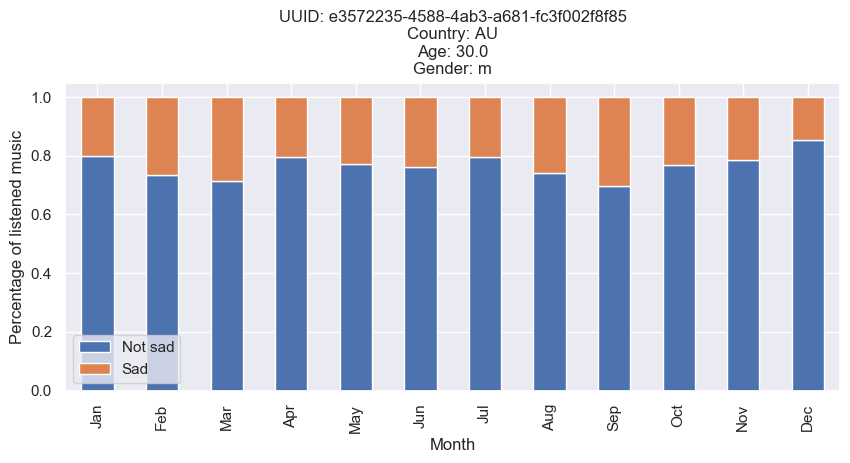 UUID: e3572235-4588-4ab3-a681-fc3f002f8f85
Country: AU
Age: 30.0
Gender: m
Percentage of listened music
1.0
0.8
0.6
0.4
0.2
0.0
Not sad
Sad
Jan
Feb
Mar
Apr
May
Jun
Jul
Aug
Sep
Oct
Nov
Dec
Month